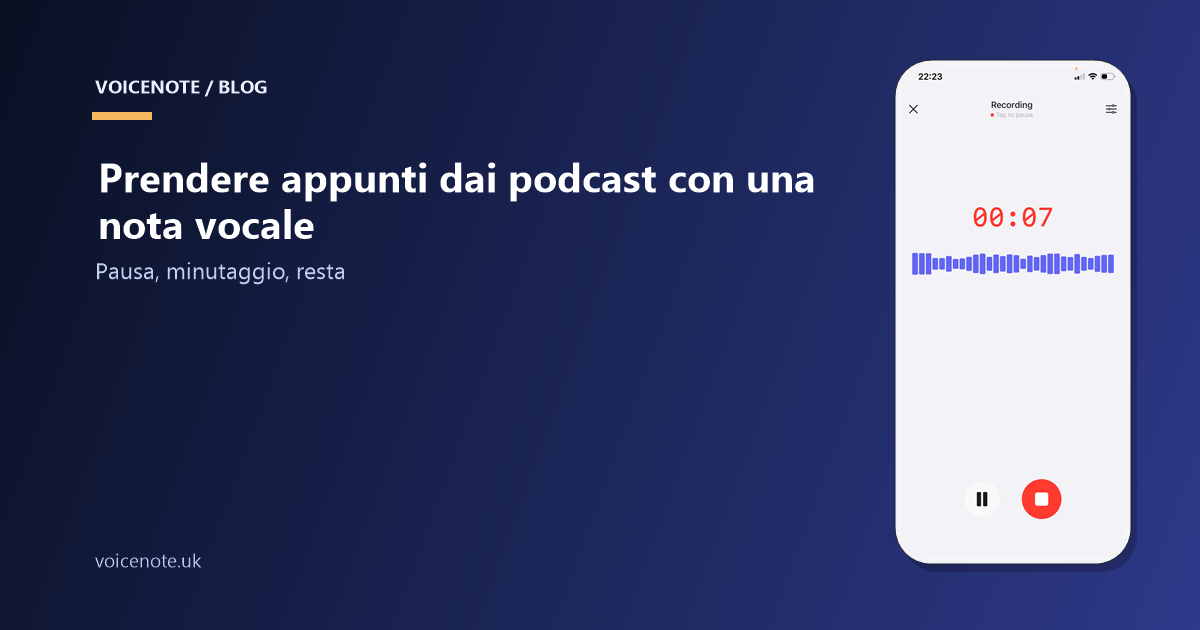 VOICENOTE / BLOG
Prendere appunti dai podcast con una
nota vocale
Pausa, minutaggio, resta
voicenote.uk
22:23
Recording
Tap to pause
00:07